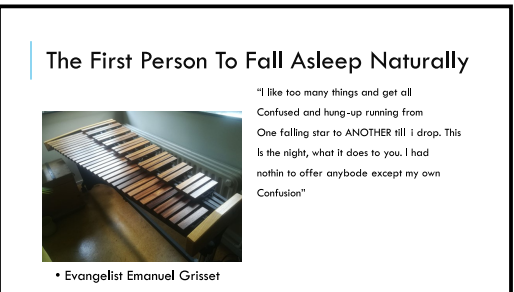 The First Person To Fall Asleep Naturally
"I like too many things and get all
Confused and hung-up running from
One falling star to ANOTHER till i drop. This
Is the night, what it does to you. I had
nothin to offer anybode except my own
Confusion"
• Evangelist Emanuel Grisset